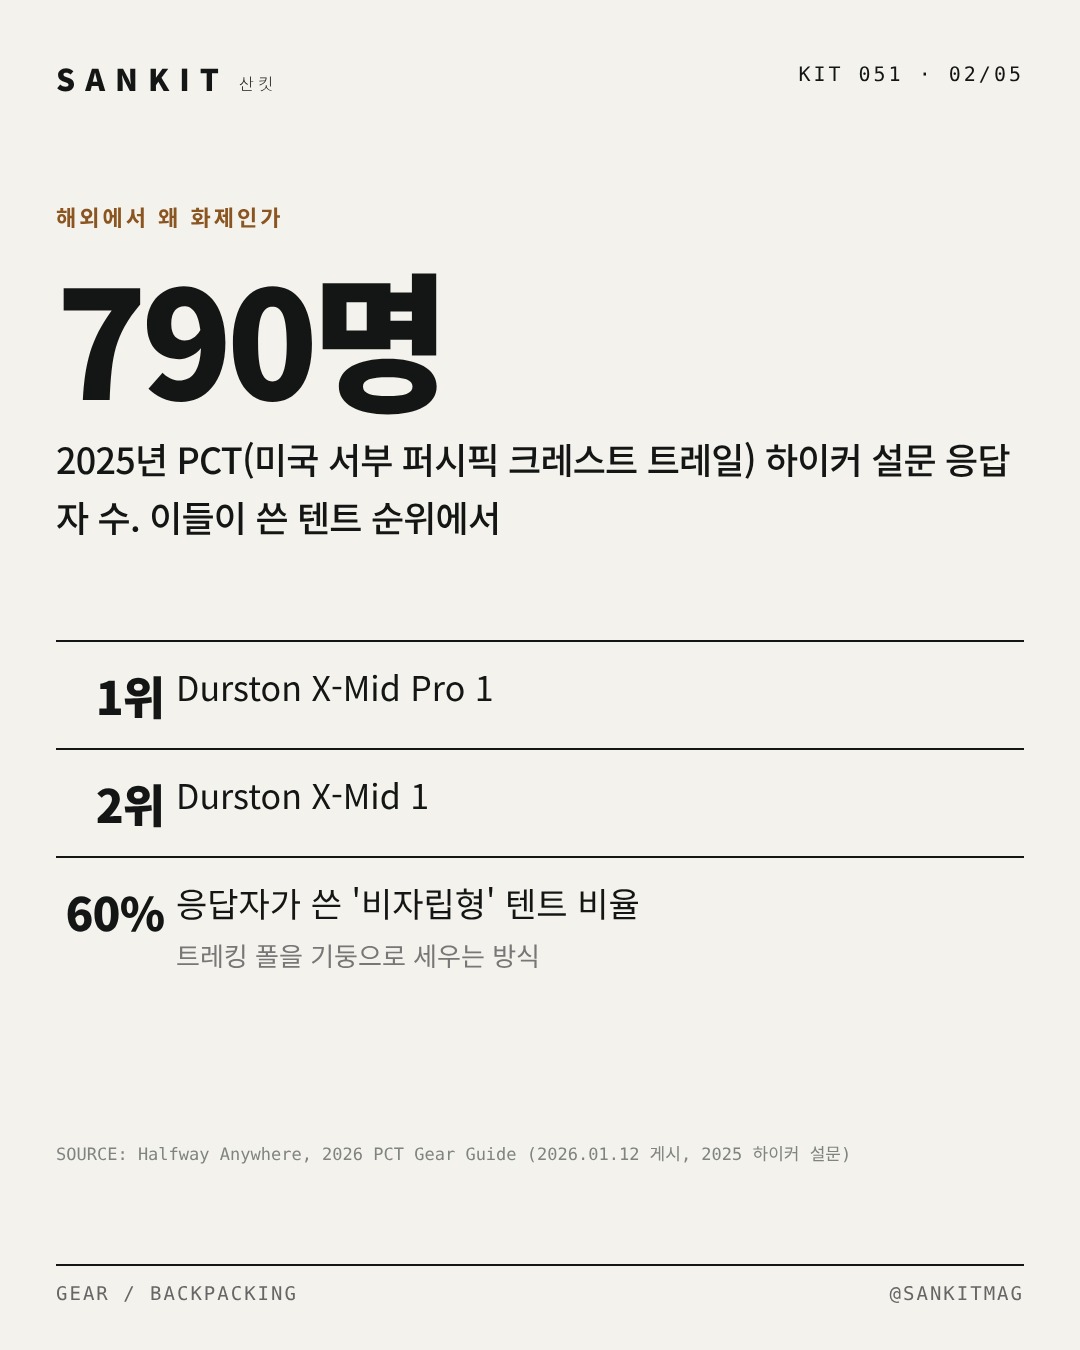 SANKIT 산킷
KIT 051 · 02/05
해외에서 왜 화제인가
790명
2025년 PCT(미국 서부 퍼시픽 크레스트 트레일) 하이커 설문 응답
자 수. 이들이 쓴 텐트 순위에서
1위 Durston X-Mid Pro 1
2위 Durston X-Mid 1
60% 응답자가 쓴 '비자립형' 텐트 비율
트레킹 폴을 기둥으로 세우는 방식
SOURCE: Halfway Anywhere, 2026 PCT Gear Guide (2026.01.12 게시, 2025 하이커 설문)
GEAR / BACKPACKING
@SANKITMAG